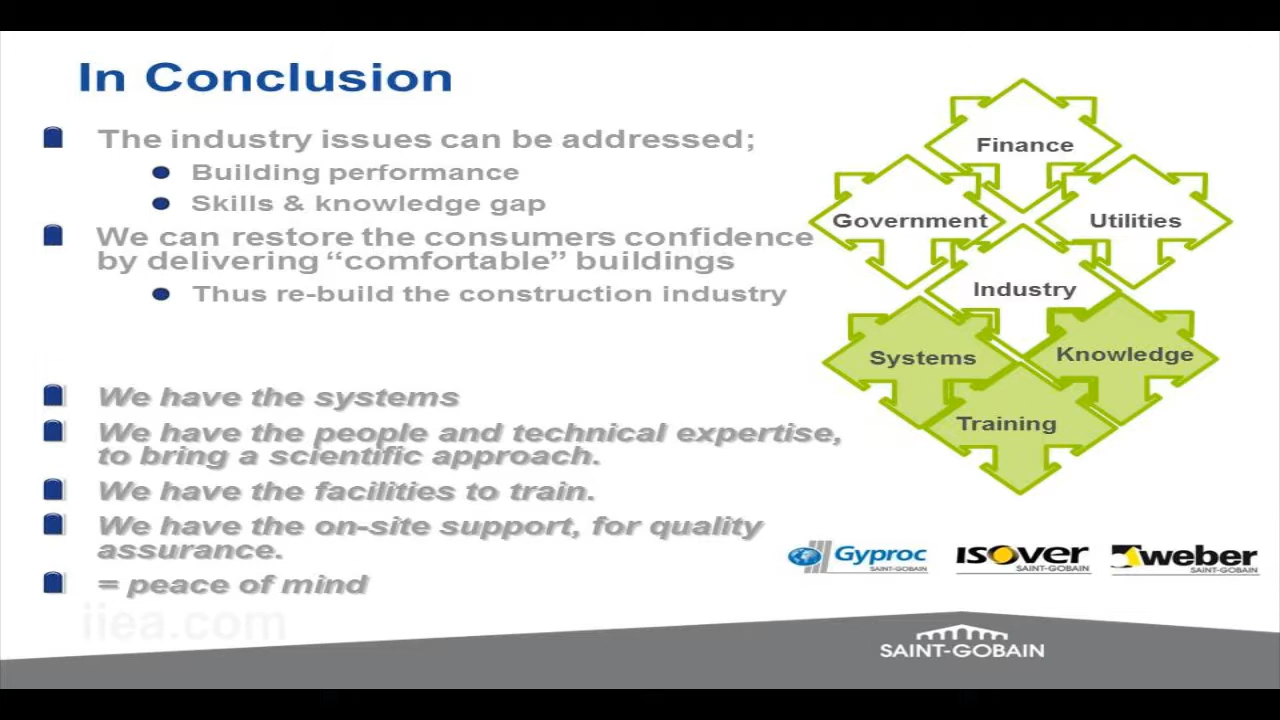 In Conclusion
The industry issues can be addressed;
Building performance
Skills & knowledge gap
We can restore the consumers confidence
by delivering “comfortable” buildings
Thus re-build the construction industry
We have the systems
We have the people and technical expertise,
to bring a scientific approach.
We have the facilities to train.
We have the on-site support, for quality
assurance.
= peace of mind
Finance
Government
Utilities
Industry
Systems
Knowledge
Training
Gyproc
SAINT-GOBAIN
ISOVER
SAINT-GOBAIN
weber
SAINT-GOBAIN
iiea.com
SAINT-GOBAIN